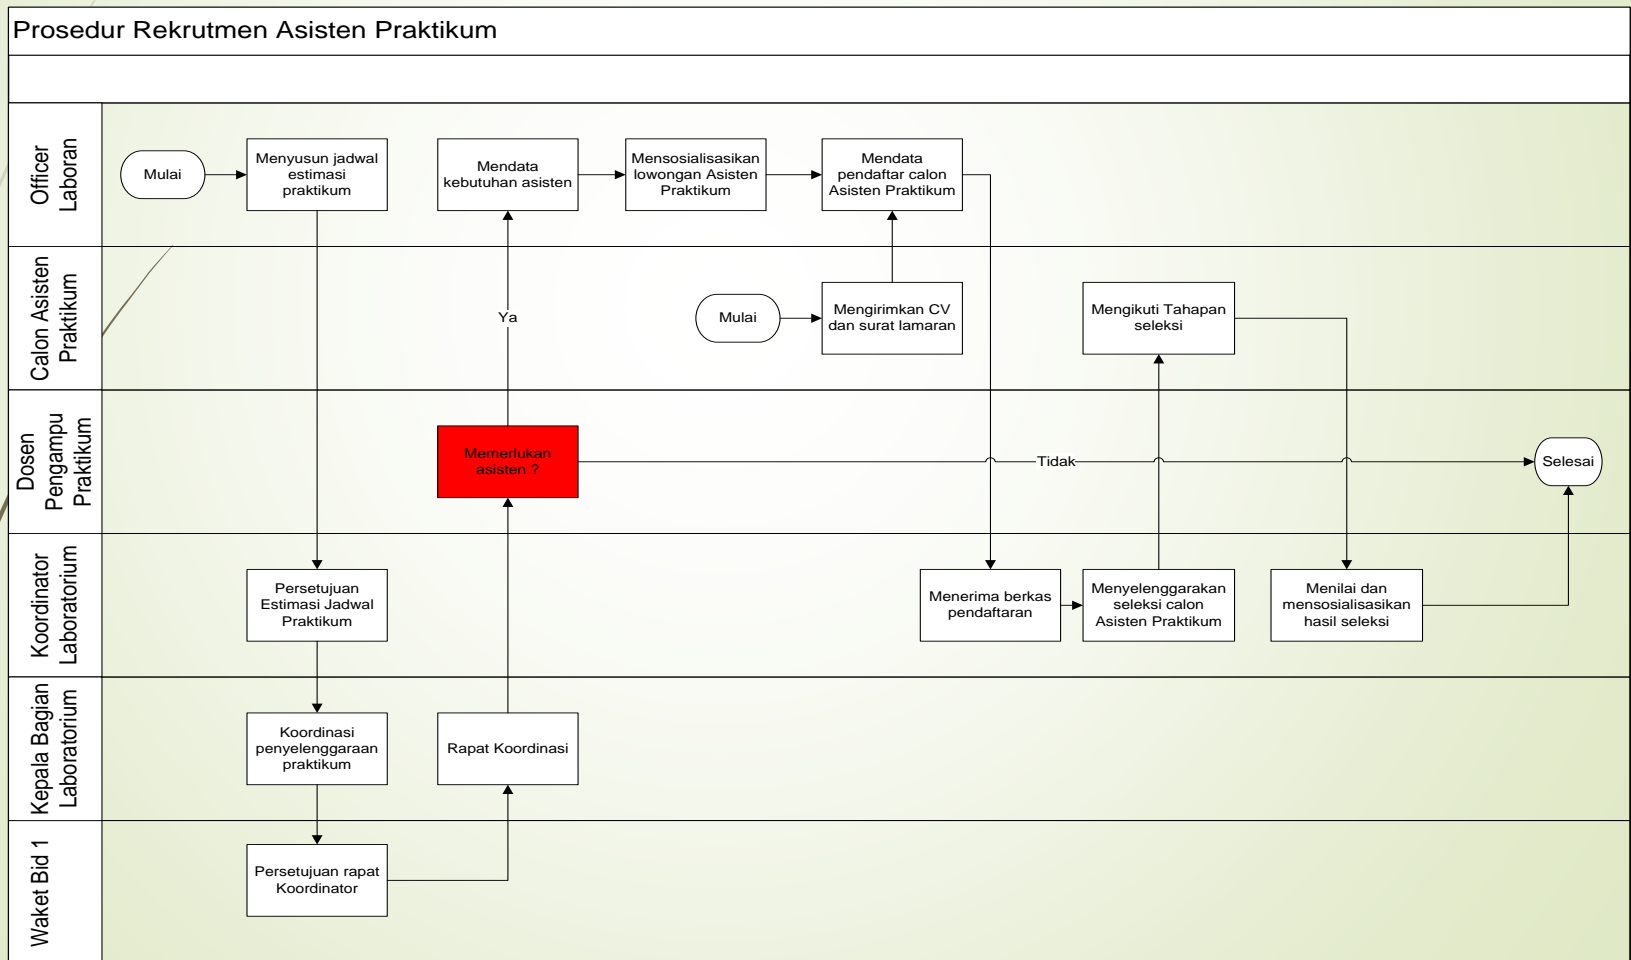 Prosedur Rekrutmen Asisten Praktikum
Officer
Laboran
Mulai
Menyusun jadwal
estimasi
praktikum
Mendata
kebutuhan asisten
Mensosialisasikan
lowongan Asisten
Praktikum
Mendata
pendaftar calon
Asisten Praktikum
Calon Asisten
Praktikum
Ya
Mulai
Mengirimkan CV
dan surat lamaran
Mengikuti Tahapan
seleksi
Dosen
Pengampu
Praktikum
Memerlukan
asisten ?
Tidak
Selesai
Koordinator
Laboratorium
Persetujuan
Estimasi Jadwal
Praktikum
Menerima berkas
pendaftaran
Menyelenggarakan
seleksi calon
Asisten Praktikum
Menilai dan
mensosialisasikan
hasil seleksi
Kepala Bagian
Laboratorium
Koordinasi
penyelenggaraan
praktikum
Rapat Koordinasi
Waket Bid 1
Persetujuan rapat
Koordinator